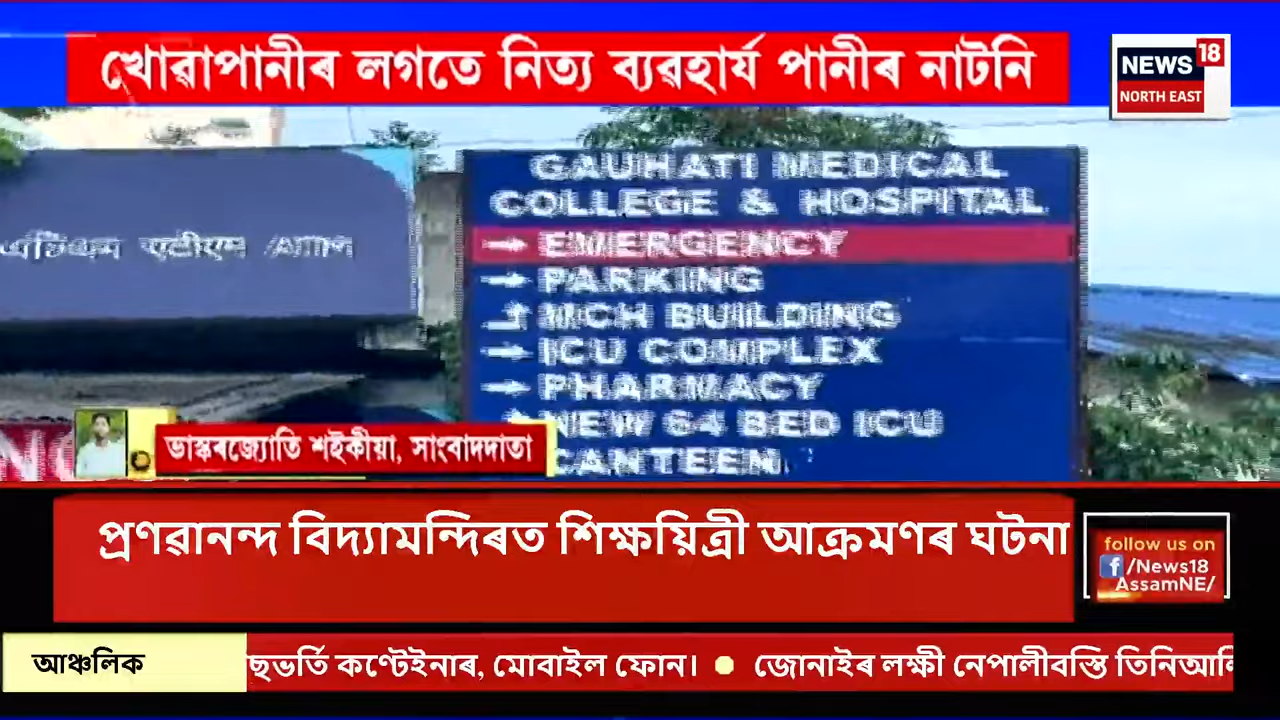 খোৱাপানীৰ লগতে নিত্য ব্যৱহাৰ্য পানীৰ নাটনি
NEWS 18
NORTH EAST
GAUHATI MEDICAL
COLLEGE & HOSPITAL
→ EMERGENCY
→ PARKING
MCH BUILDING
→ ICU COMPLEX
→ PHARMACY
NEW 64 BED ICU
CANTEEN
ভাস্কৰজ্যোতি শইকীয়া, সাংবাদদাতা
প্ৰণৱানন্দ বিদ্যামন্দিৰত শিক্ষয়িত্ৰী আক্ৰমণৰ ঘটনা
follow us on
/News18
AssamNE/
আঞ্চলিক
ছভৰ্তি কণ্টেইনাৰ, মোবাইল ফোন। ● জোনাইৰ লক্ষী নেপালীবস্তি